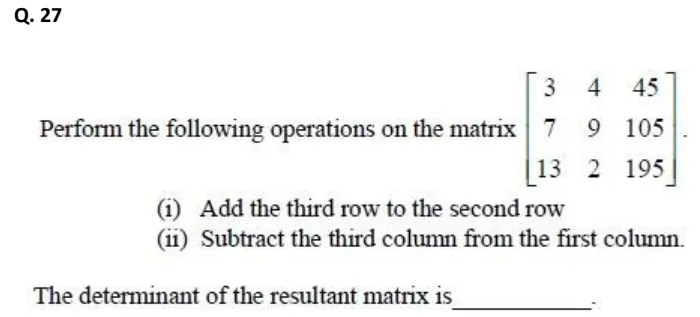 Q. 27
3 4 45
Perform the following operations on the matrix 7 9 105 .
13 2 195
(i) Add the third row to the second row
(ii) Subtract the third column from the first column.
The determinant of the resultant matrix is____________.